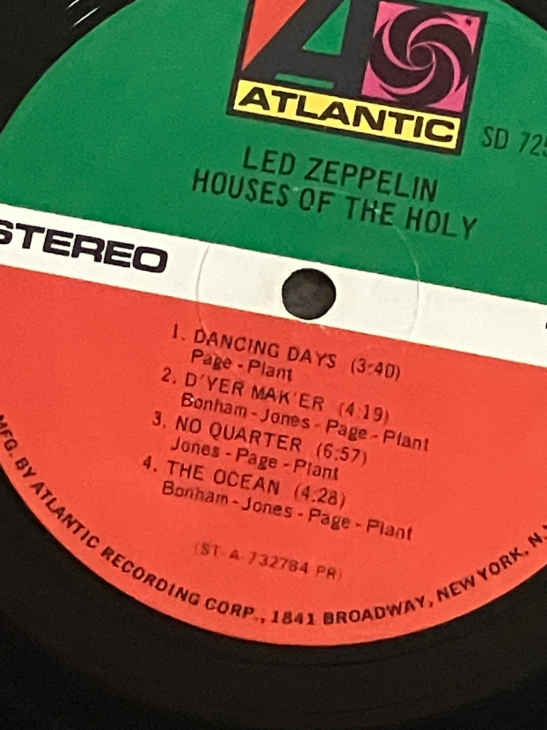 ATLANTIC
SD 725
LED ZEPPELIN
HOUSES OF THE HOLY
STEREO
1. DANCING DAYS (3:40)
Page - Plant
2. D'YER MAK'ER (4:19)
Bonham - Jones - Page - Plant
3. NO QUARTER (6:57)
Jones - Page - Plant
4. THE OCEAN (4:28)
Bonham - Jones - Page - Plant
(ST-A-732784 PR)
MFG. BY ATLANTIC RECORDING CORP., 1841 BROADWAY, NEW YORK, N.